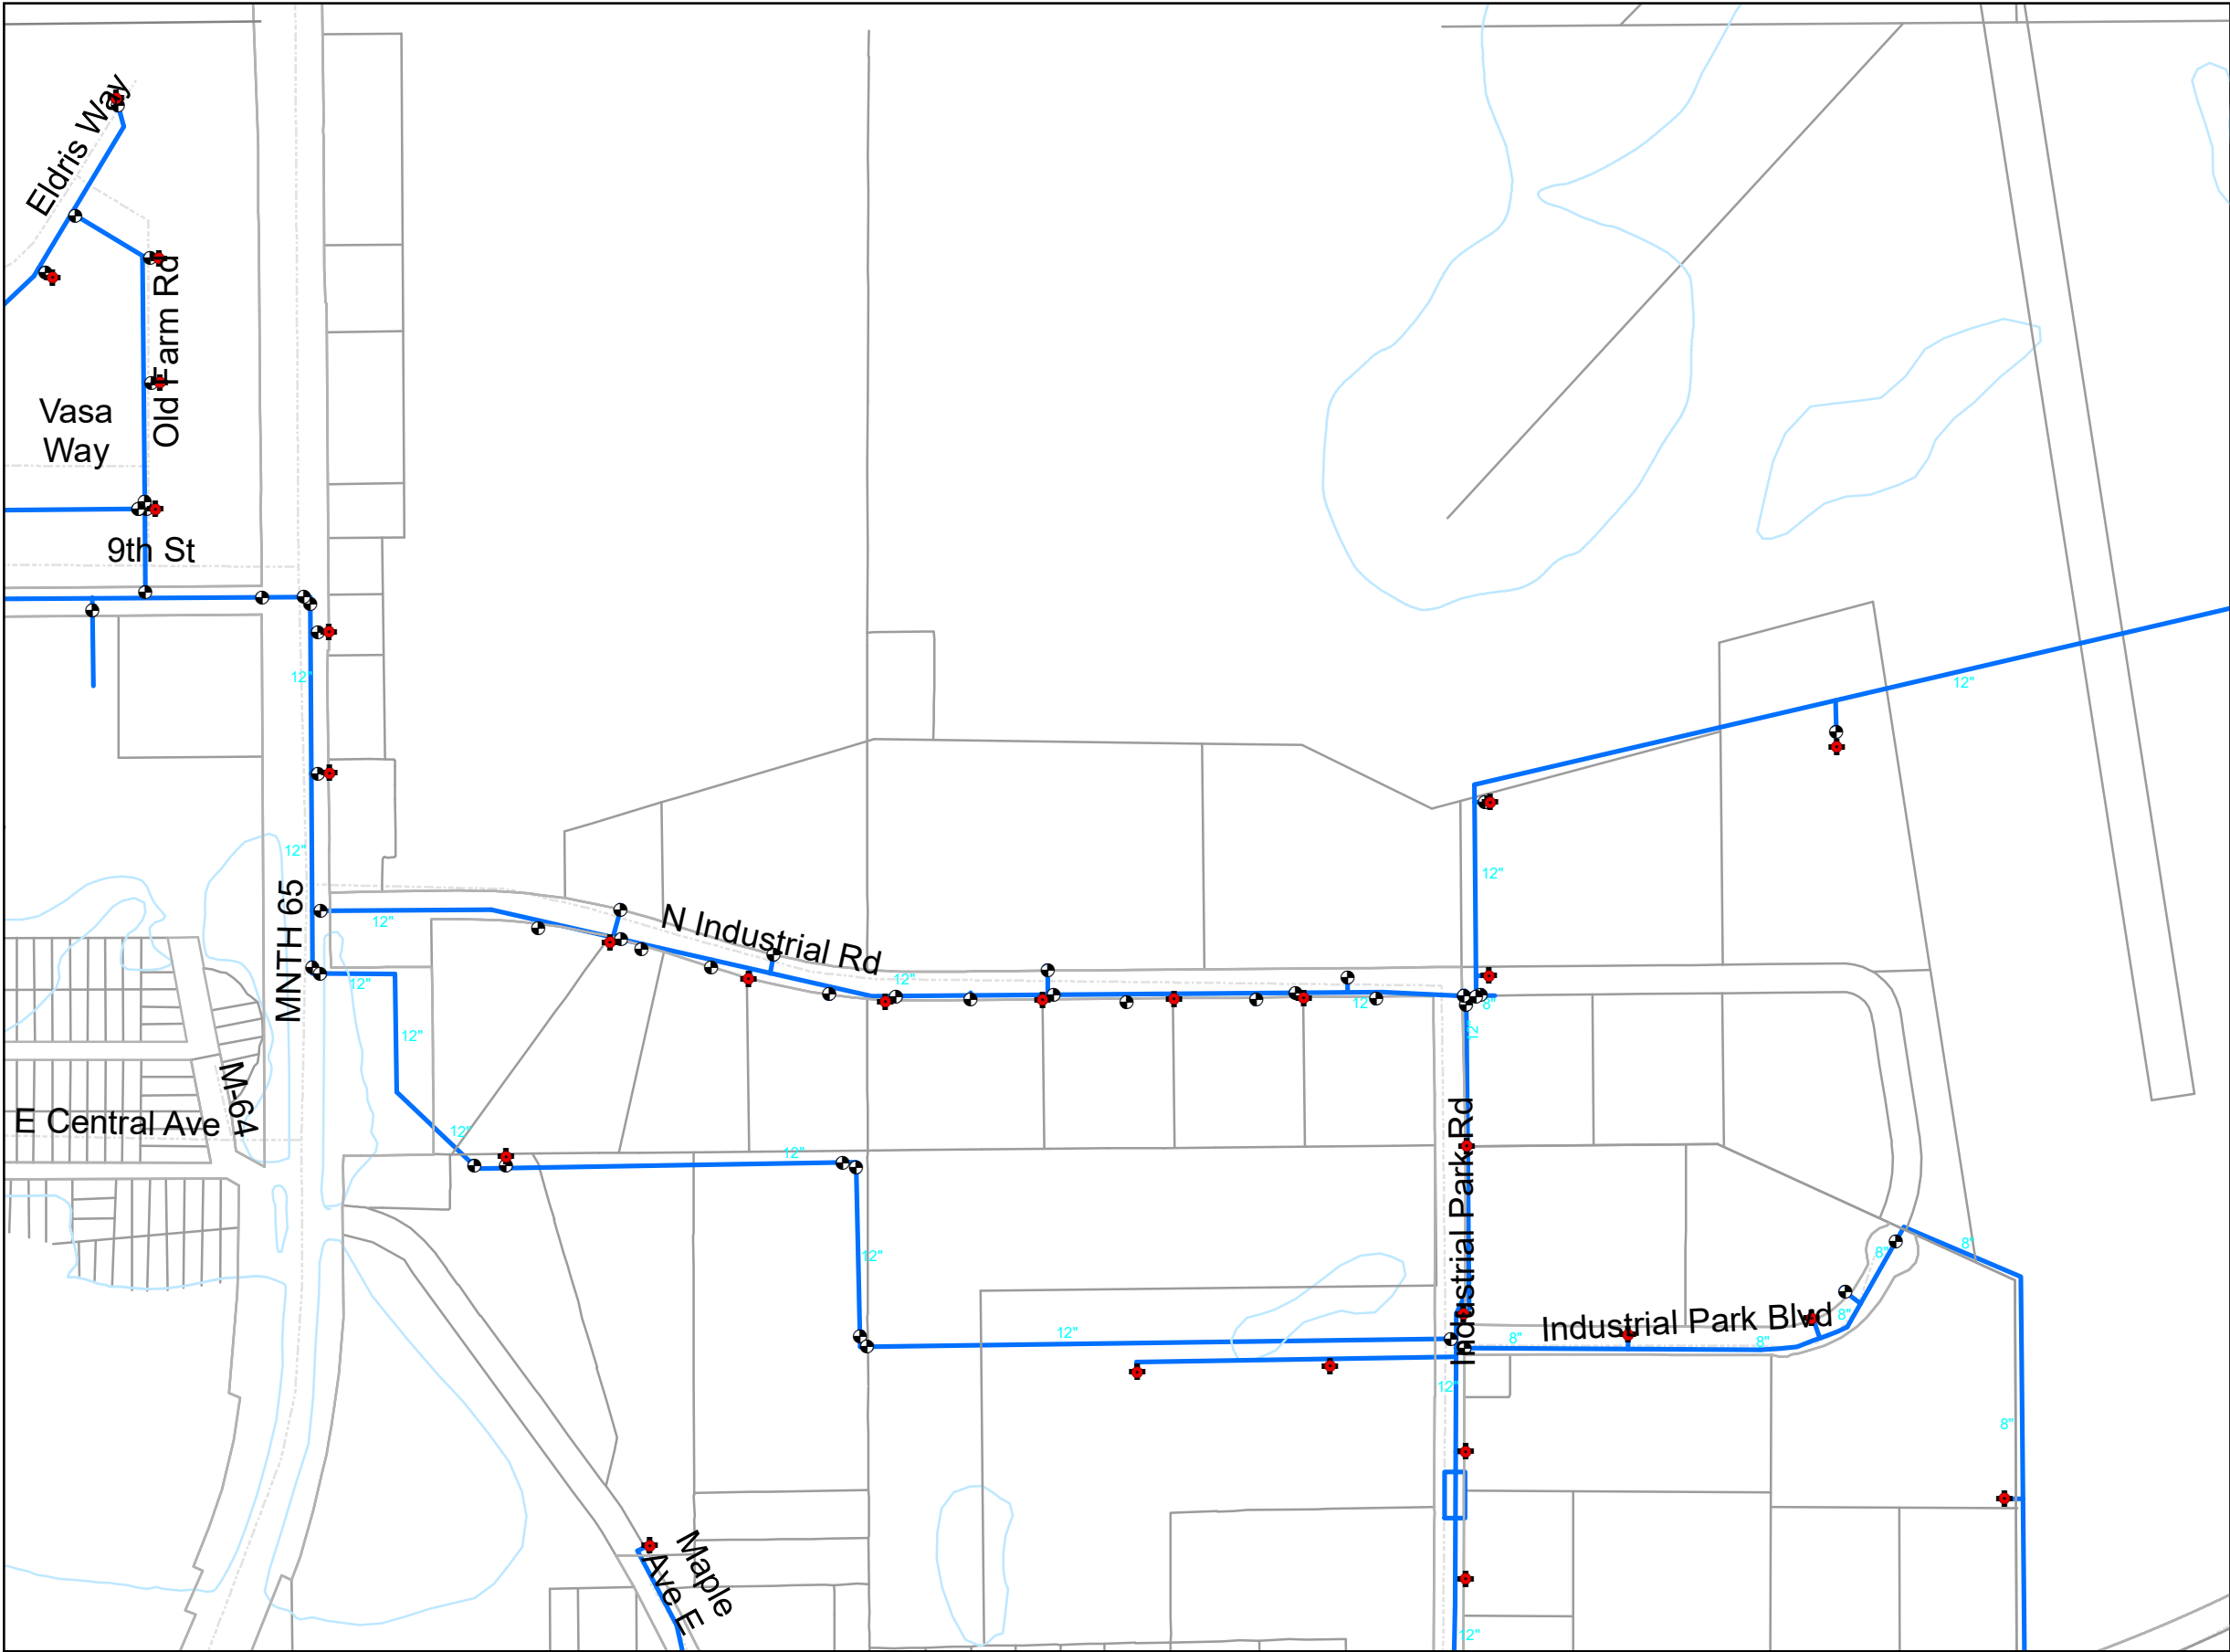 Eldris Way
Old Farm Rd
Vasa
Way
9th St
12"
12"
12"
12"
MNTH 65
12"
N Industrial Rd
12"
12"
12"
8"
12"
12"
12"
M-64
E Central Ave
12"
12"
Industrial Park Rd
12"
8"
8"
12"
8"
Industrial Park Blvd
8"
8"
12"
8"
Maple
Ave E
12"